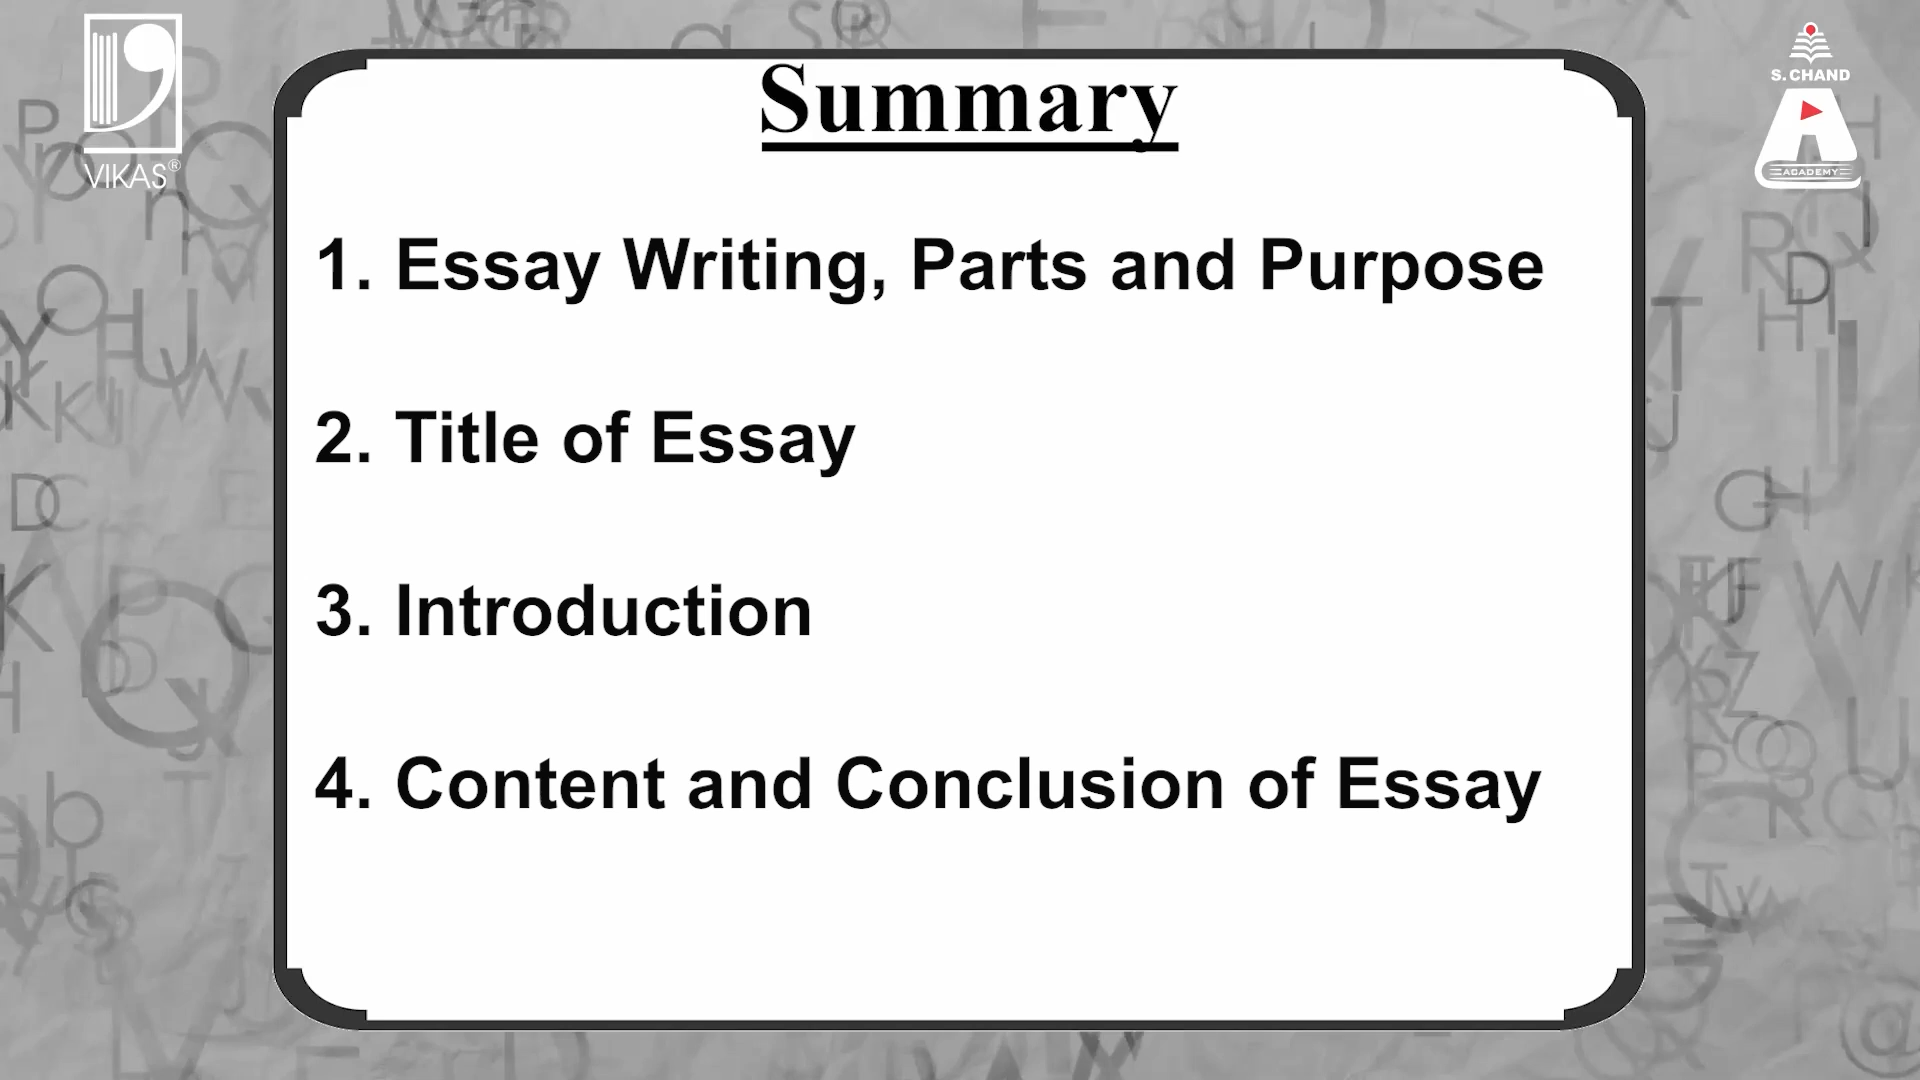 Summary
1. Essay Writing, Parts and Purpose
2. Title of Essay
3. Introduction
4. Content and Conclusion of Essay
VIKAS®
S. CHAND
ACADEMY